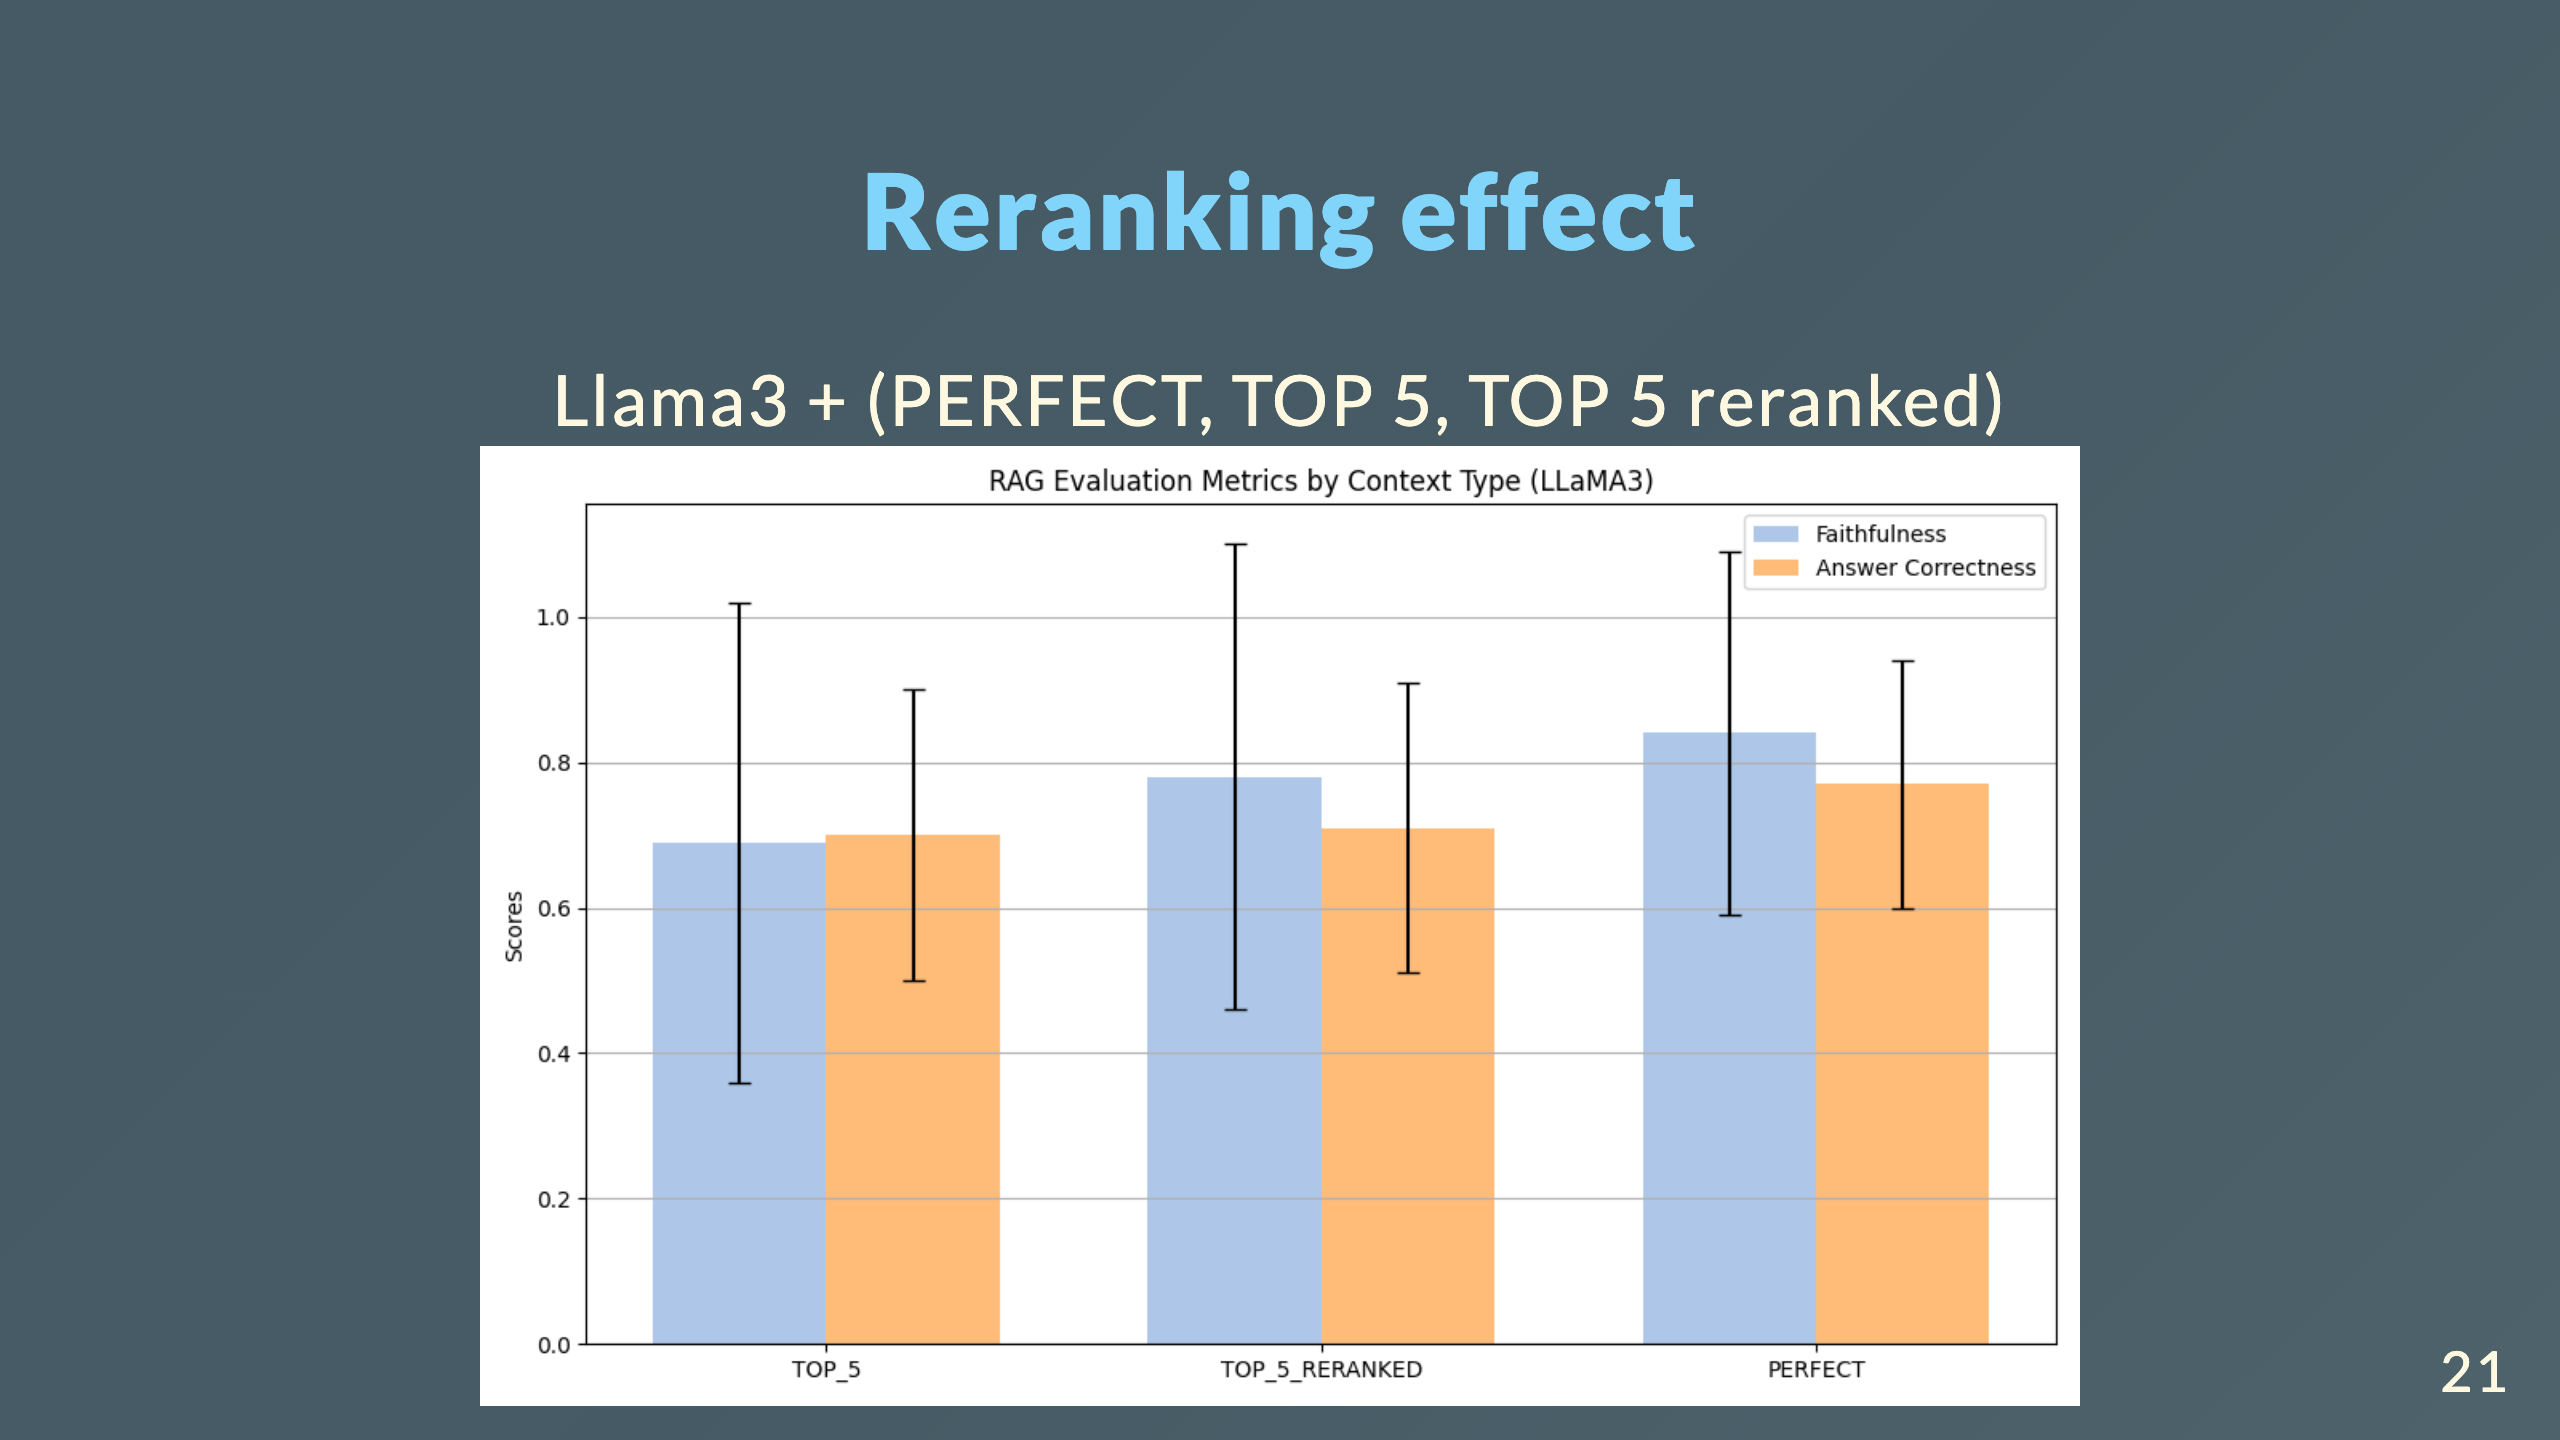 Reranking effect
Llama3 + (PERFECT, TOP 5, TOP 5 reranked)
RAG Evaluation Metrics by Context Type (LLaMA3)
Faithfulness
Answer Correctness
1.0
0.8
0.6
0.4
0.2
0.0
Scores
TOP_5
TOP_5_RERANKED
PERFECT
21